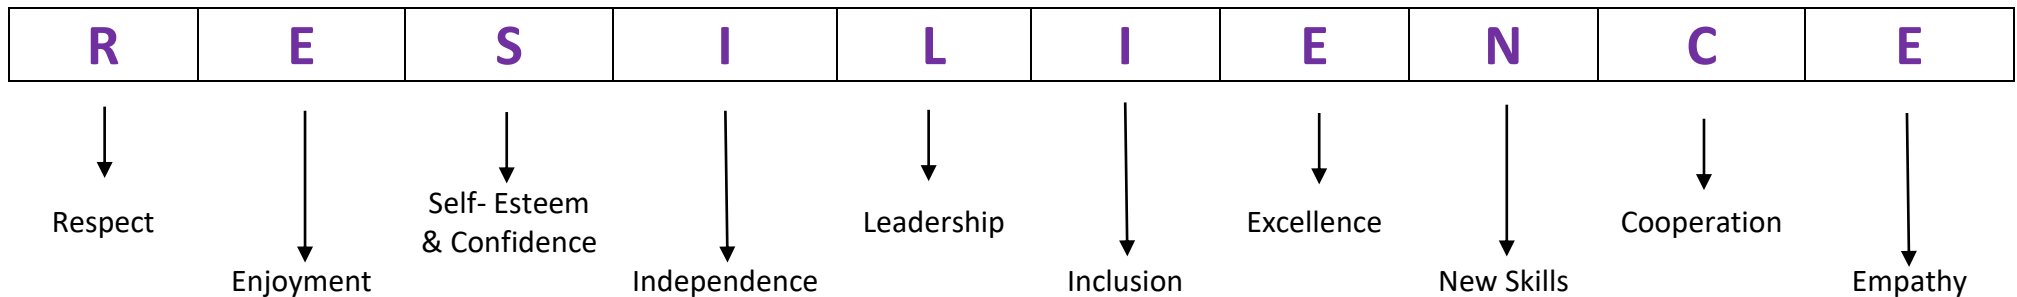 R E S I L I E N C E
Respect
Enjoyment
Self- Esteem
& Confidence
Independence
Leadership
Inclusion
Excellence
New Skills
Cooperation
Empathy